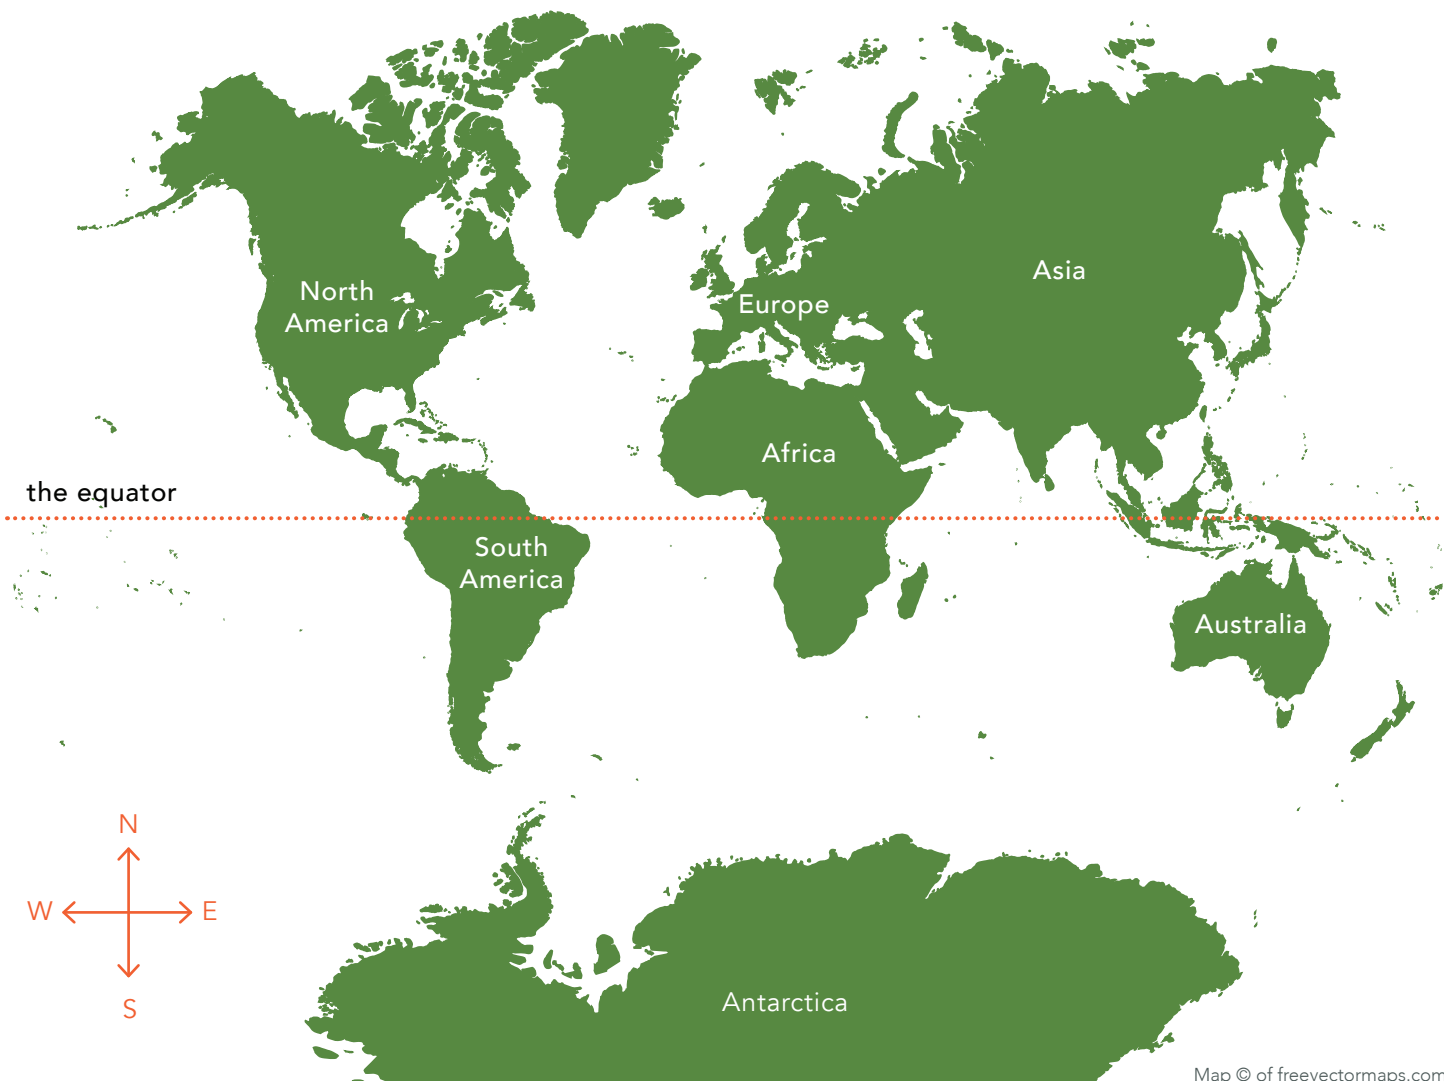 North
America
Europe
Asia
Africa
the equator
South
America
Australia
N
W
E
S
Antarctica
Map © of freevectormaps.com